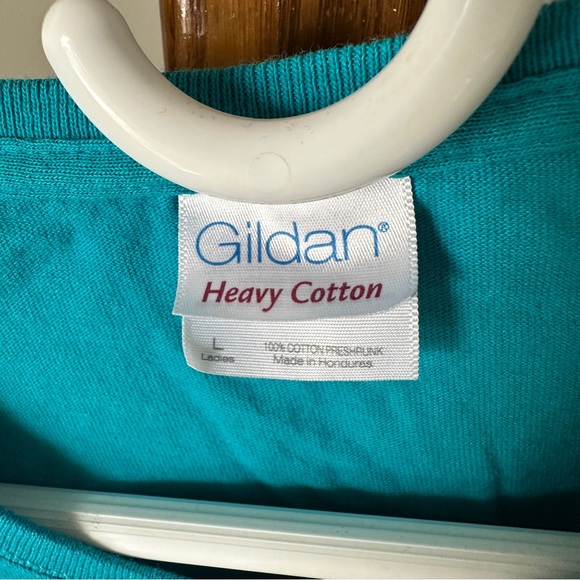 Gildan®
Heavy Cotton
L
Ladies
100% COTTON PRESHRUNK
Made in Honduras